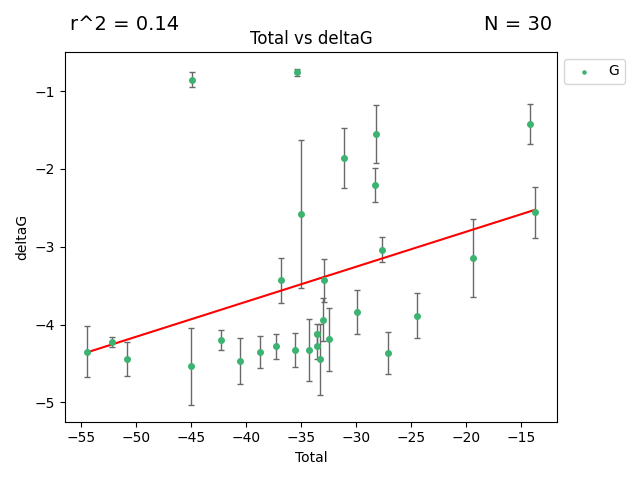 r^2 = 0.14
N = 30
Total vs deltaG
G
deltaG
−1
−2
−3
−4
−5
−55
−50
−45
−40
−35
−30
−25
−20
−15
Total